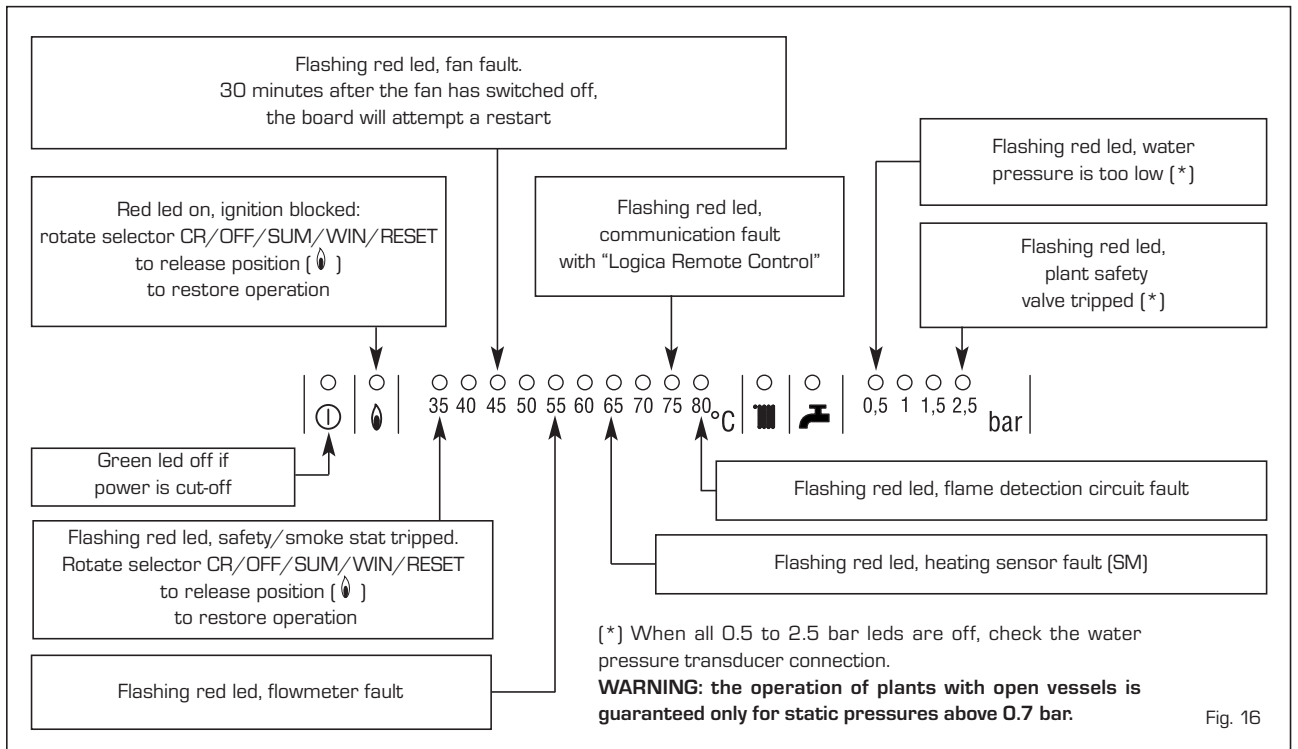 Flashing red led, fan fault.
30 minutes after the fan has switched off,
the board will attempt a restart
Flashing red led, water
pressure is too low (*)
Red led on, ignition blocked:
rotate selector CR/OFF/SUM/WIN/RESET
to release position ( )
to restore operation
Flashing red led,
communication fault
with “Logica Remote Control”
Flashing red led,
plant safety
valve tripped (*)
35 40 45 50 55 60 65 70 75 80 °C
0,5 1 1,5 2,5 bar
Green led off if
power is cut-off
Flashing red led, flame detection circuit fault
Flashing red led, safety/smoke stat tripped.
Rotate selector CR/OFF/SUM/WIN/RESET
to release position ( )
to restore operation
Flashing red led, heating sensor fault (SM)
Flashing red led, flowmeter fault
(*) When all 0.5 to 2.5 bar leds are off, check the water
pressure transducer connection.
WARNING: the operation of plants with open vessels is
guaranteed only for static pressures above 0.7 bar.
Fig. 16